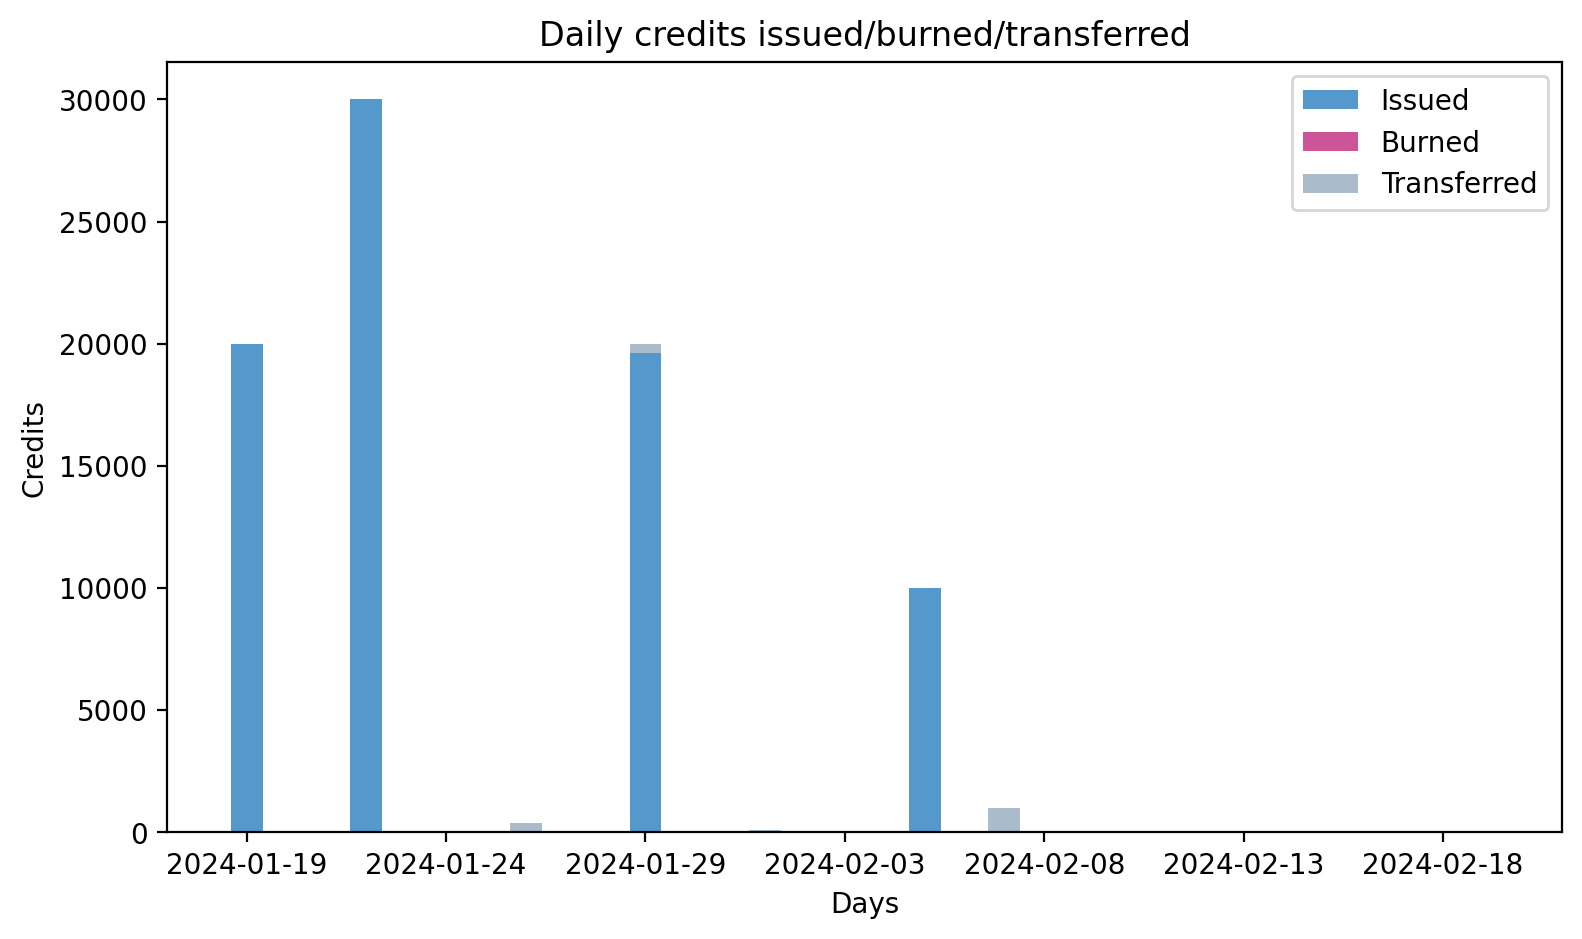 Daily credits issued/burned/transferred
Issued
Burned
Transferred
30000
25000
20000
15000
10000
5000
0
Credits
2024-01-19 2024-01-24 2024-01-29 2024-02-03 2024-02-08 2024-02-13 2024-02-18
Days